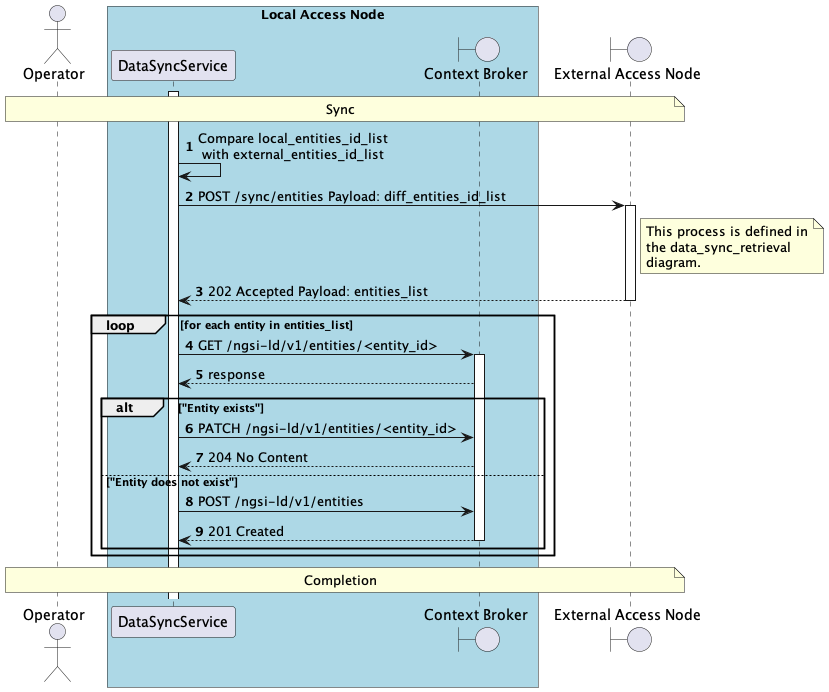 Local Access Node
Operator
DataSyncService
Context Broker
External Access Node
Sync
1 Compare local_entities_id_list
with external_entities_id_list
2 POST /sync/entities Payload: diff_entities_id_list
This process is defined in
the data_sync_retrieval
diagram.
3 202 Accepted Payload: entities_list
loop [for each entity in entities_list]
4 GET /ngsi-ld/v1/entities/<entity_id>
5 response
alt ["Entity exists"]
6 PATCH /ngsi-ld/v1/entities/<entity_id>
7 204 No Content
["Entity does not exist"]
8 POST /ngsi-ld/v1/entities
9 201 Created
Completion
Operator
DataSyncService
Context Broker
External Access Node